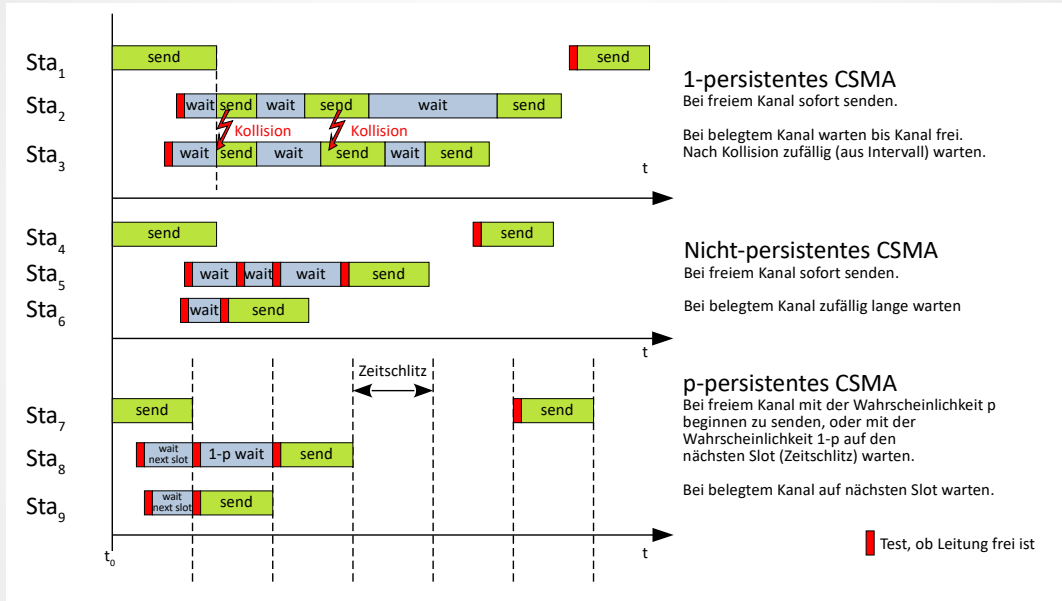 Sta1
send
send
Sta2
wait send wait send wait send
Kollision Kollision
Sta3
wait send wait send wait send
t
1-persistentes CSMA
Bei freiem Kanal sofort senden.
Bei belegtem Kanal warten bis Kanal frei.
Nach Kollision zufällig (aus Intervall) warten.
Sta4
send
send
Sta5
wait wait wait send
Sta6
wait send
t
Nicht-persistentes CSMA
Bei freiem Kanal sofort senden.
Bei belegtem Kanal zufällig lange warten
Zeitschlitz
Sta7
send
send
Sta8
wait
next slot
1-p wait
send
Sta9
wait
next slot
send
t0
t
p-persistentes CSMA
Bei freiem Kanal mit der Wahrscheinlichkeit p
beginnen zu senden, oder mit der
Wahrscheinlichkeit 1-p auf den
nächsten Slot (Zeitschlitz) warten.
Bei belegtem Kanal auf nächsten Slot warten.
Test, ob Leitung frei ist